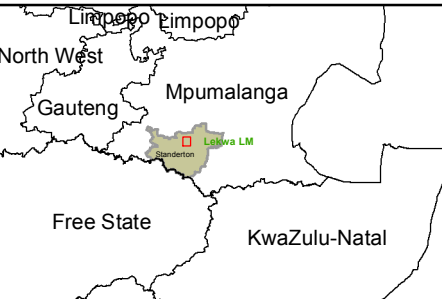 Limpopo Limpopo
North West
Mpumalanga
Gauteng
Lekwa LM
Standerton
Free State
KwaZulu-Natal